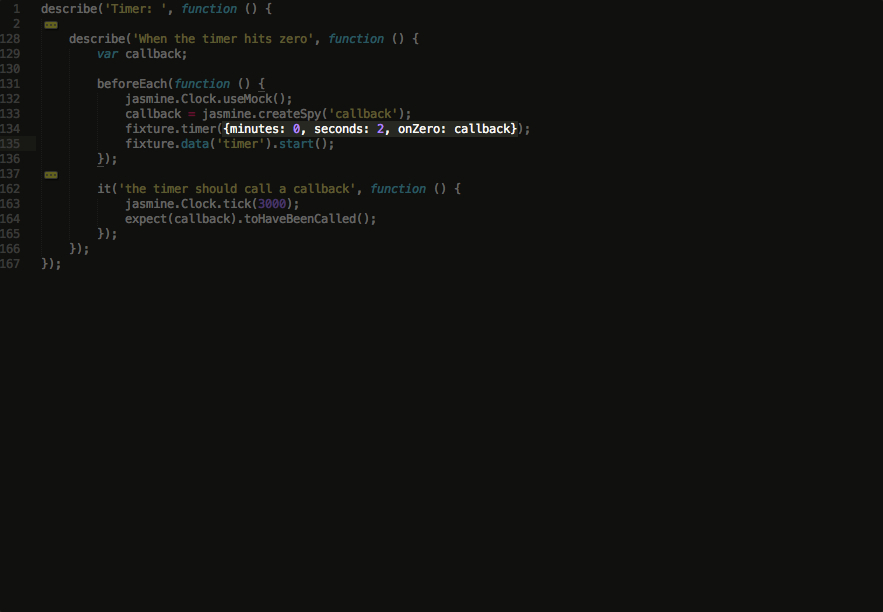 1 describe('Timer: ', function () {
2
128 describe('When the timer hits zero', function () {
129 var callback;
130
131 beforeEach(function () {
132 jasmine.Clock.useMock();
133 callback = jasmine.createSpy('callback');
134 fixture.timer({minutes: 0, seconds: 2, onZero: callback});
135 fixture.data('timer').start();
136 });
137
162 it('the timer should call a callback', function () {
163 jasmine.Clock.tick(3000);
164 expect(callback).toHaveBeenCalled();
165 });
166 });
167 });